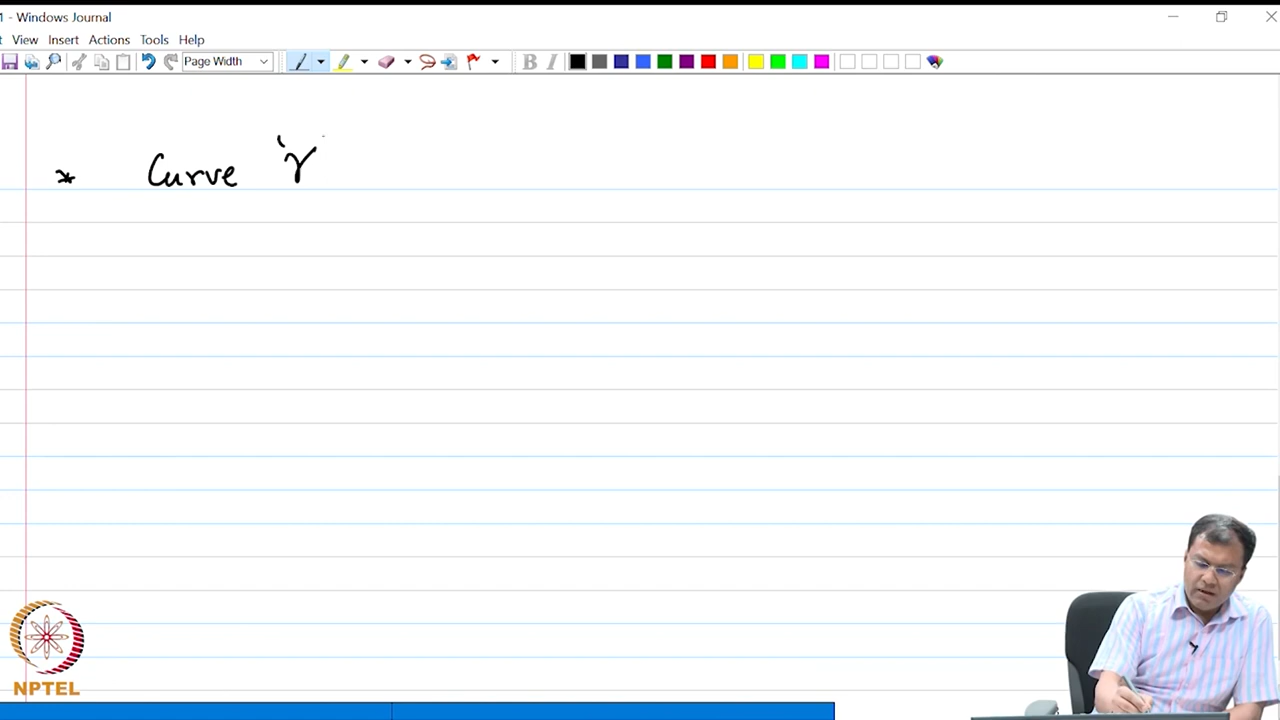 1 - Windows Journal
t View Insert Actions Tools Help
Page Width B I
* Curve 'γ
NPTEL